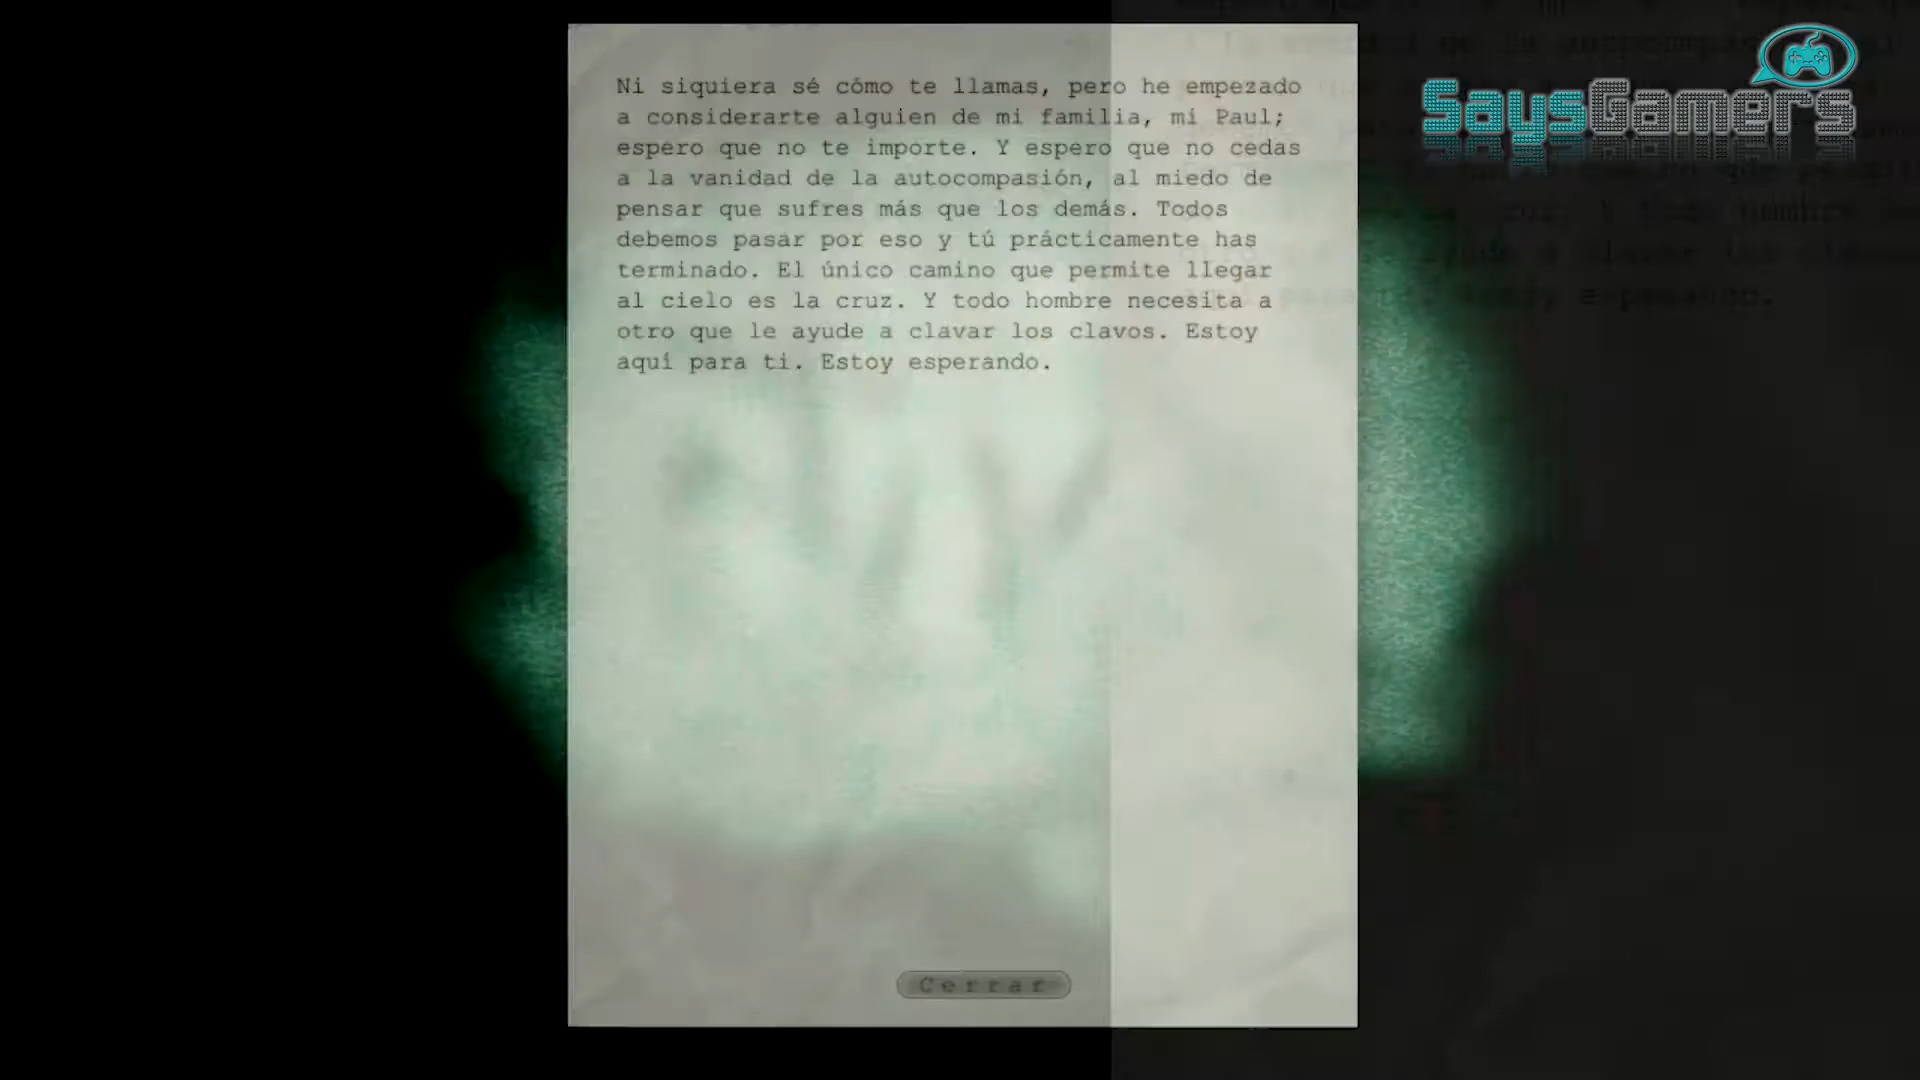 Ni siquiera sé cómo te llamas, pero he empezado
a considerarte alguien de mi familia, mi Paul;
espero que no te importe. Y espero que no cedas
a la vanidad de la autocompasión, al miedo de
pensar que sufres más que los demás. Todos
debemos pasar por eso y tú prácticamente has
terminado. El único camino que permite llegar
al cielo es la cruz. Y todo hombre necesita a
otro que le ayude a clavar los clavos. Estoy
aquí para ti. Estoy esperando.
Cerrar
SaysGamers